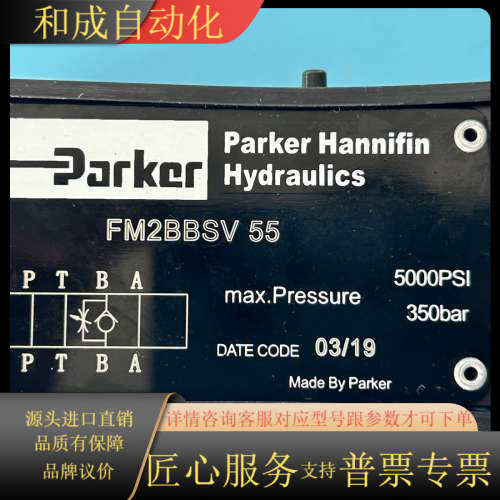 和成自动化
Parker
Parker Hannifin
Hydraulics
FM2BBSV 55
P T B A
P T B A
max.Pressure
5000PSI
350bar
DATE CODE 03/19
Made By Parker
源头进口直销
品质有保障
品牌议价
详情咨询客服对应型号跟参数才可下单
匠心服务支持普票专票